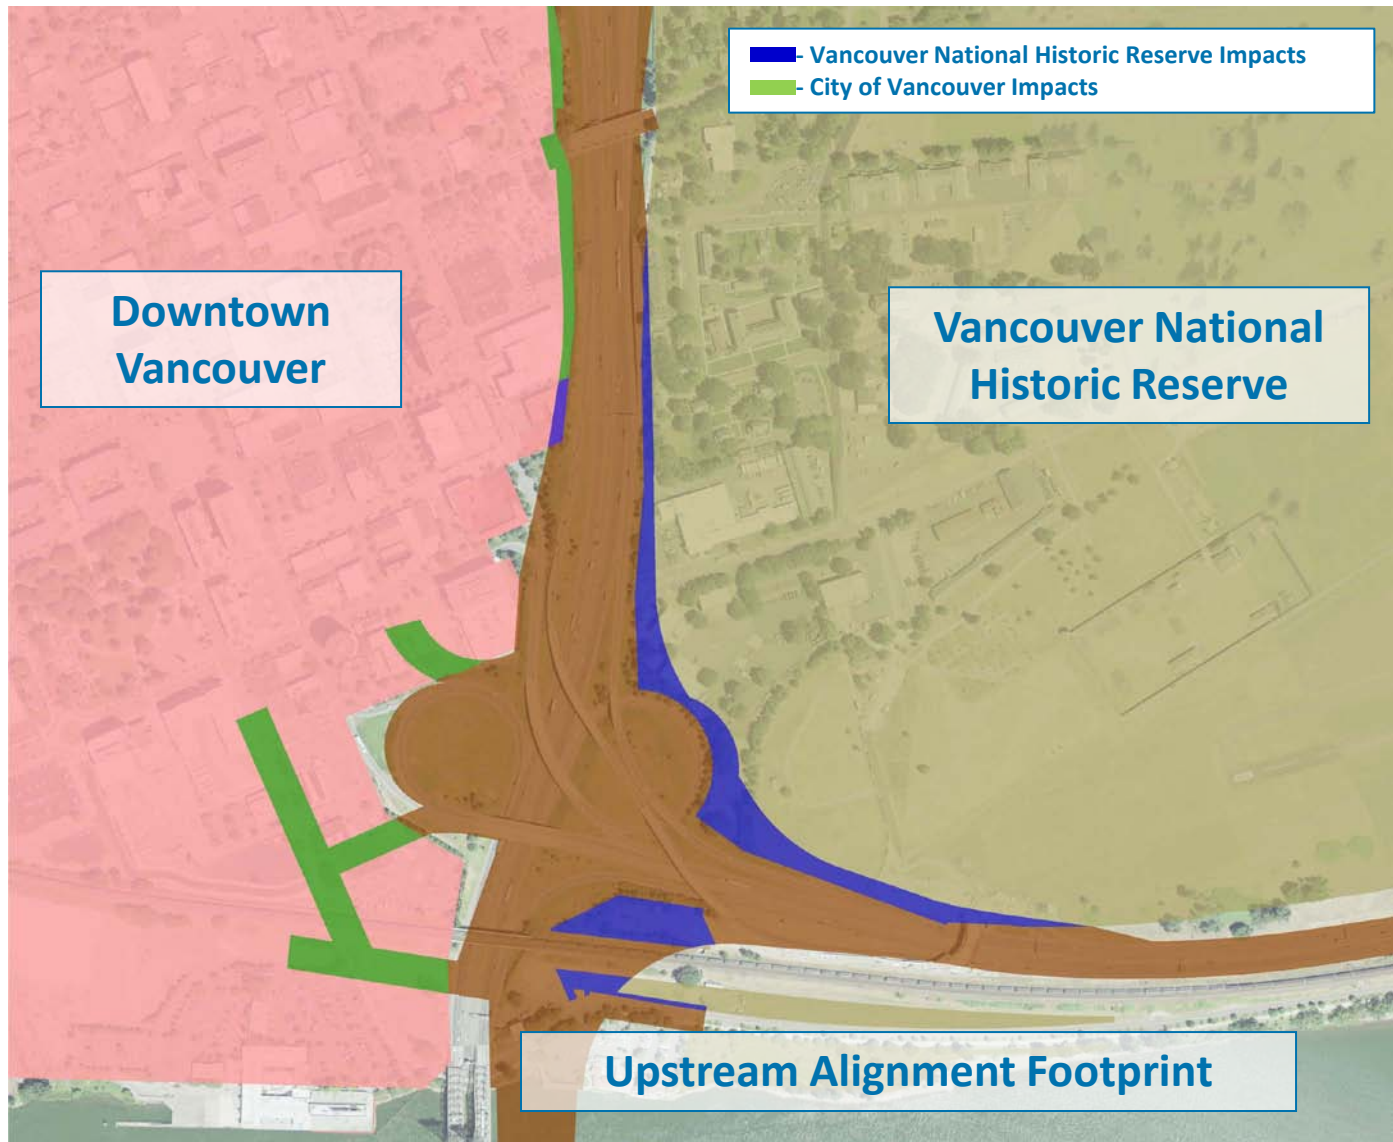 - Vancouver National Historic Reserve Impacts
- City of Vancouver Impacts
Downtown
Vancouver
Vancouver National
Historic Reserve
Upstream Alignment Footprint